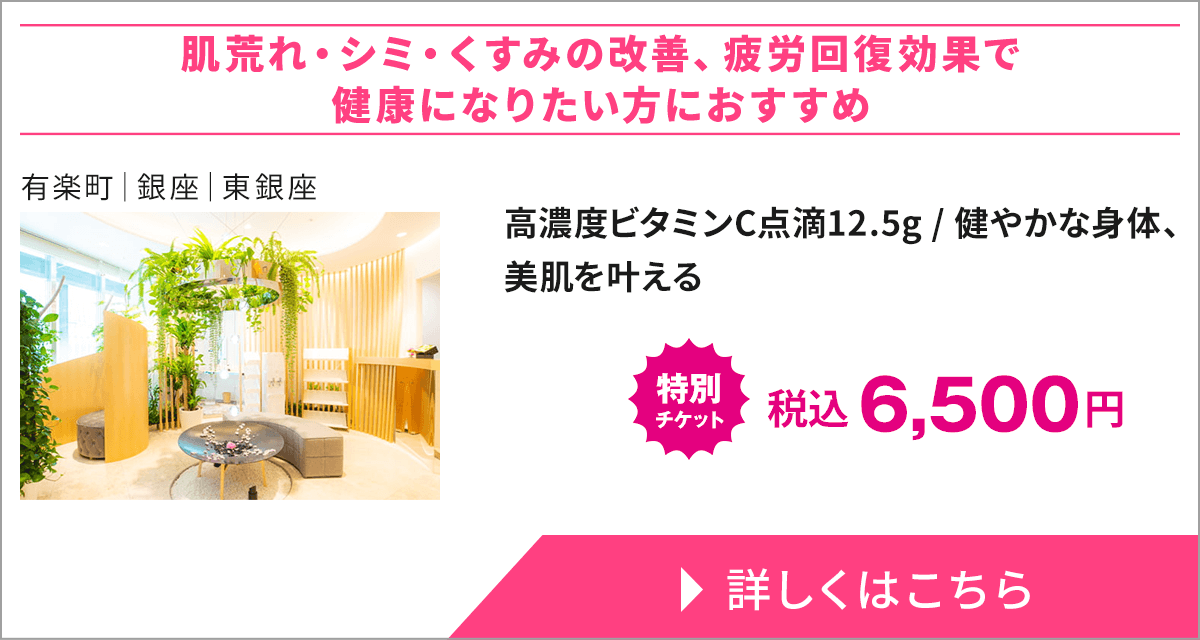 肌荒れ・シミ・くすみの改善、疲労回復効果で
健康になりたい方におすすめ
有楽町｜銀座｜東銀座
高濃度ビタミンC点滴12.5g / 健やかな身体、
美肌を叶える
特別
チケット
税込 6,500円
詳しくはこちら